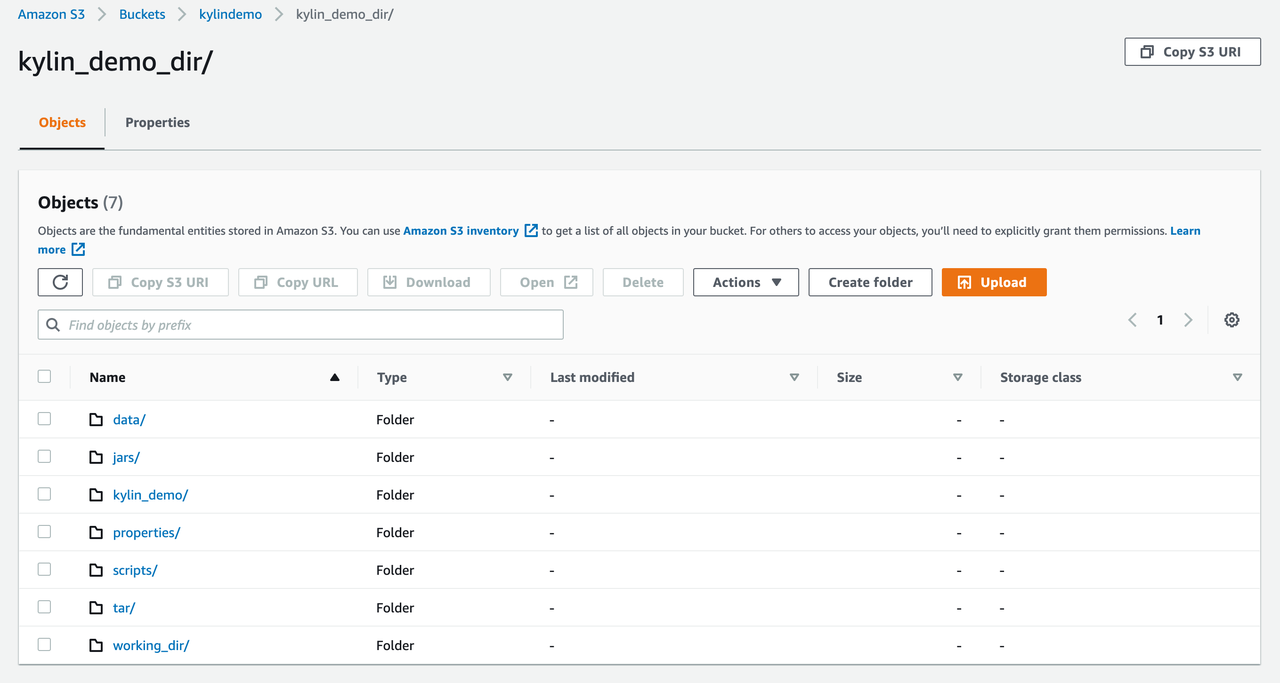 Amazon S3 > Buckets > kylindemo > kylin_demo_dir/
kylin_demo_dir/
Copy S3 URI
Objects Properties
Objects (7)
Objects are the fundamental entities stored in Amazon S3. You can use Amazon S3 inventory to get a list of all objects in your bucket. For others to access your objects, you'll need to explicitly grant them permissions. Learn
more
Copy S3 URI Copy URL Download Open Delete Actions Create folder Upload
Find objects by prefix
1
Name Type Last modified Size Storage class
data/ Folder - - -
jars/ Folder - - -
kylin_demo/ Folder - - -
properties/ Folder - - -
scripts/ Folder - - -
tar/ Folder - - -
working_dir/ Folder - - -